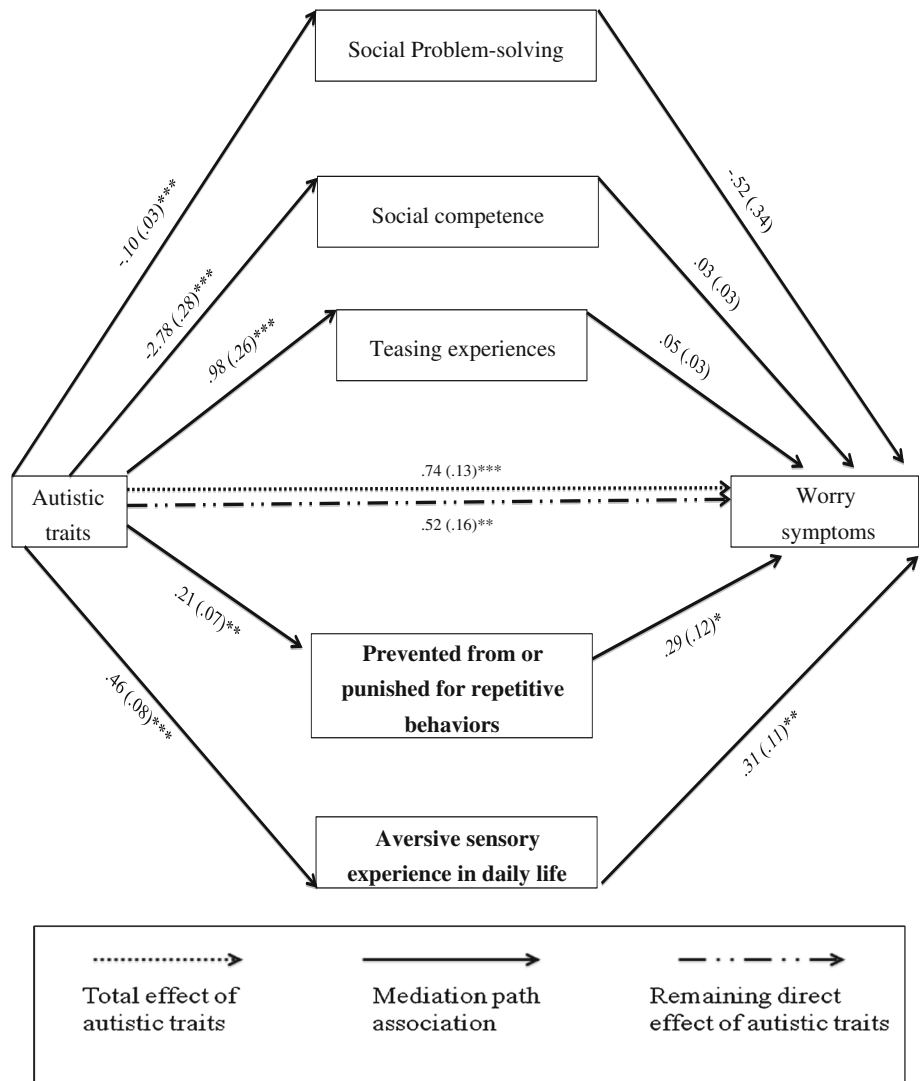 Social Problem-solving
-.10 (.03)***
-.52 (.34)
Social competence
-2.78 (.28)***
.03 (.03)
Teasing experiences
.98 (.26)***
.05 (.03)
Autistic
traits
.74 (.13)***
.52 (.16)**
Worry
symptoms
.21 (.07)**
Prevented from or
punished for repetitive
behaviors
.29 (.12)*
.46 (.08)***
Aversive sensory
experience in daily life
.31 (.11)**
Total effect of
autistic traits
Mediation path
association
Remaining direct
effect of autistic traits